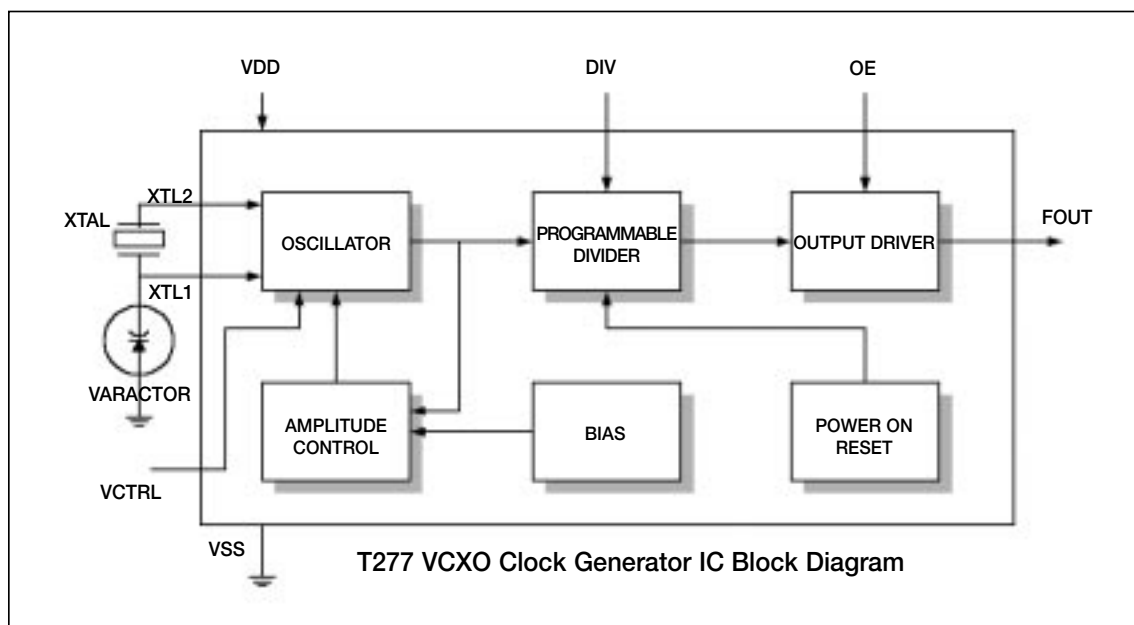 VDD
DIV
OE
XTL2
XTAL
OSCILLATOR
PROGRAMMABLE
DIVIDER
OUTPUT DRIVER
FOUT
XTL1
VARACTOR
AMPLITUDE
CONTROL
BIAS
POWER ON
RESET
VCTRL
VSS
T277 VCXO Clock Generator IC Block Diagram